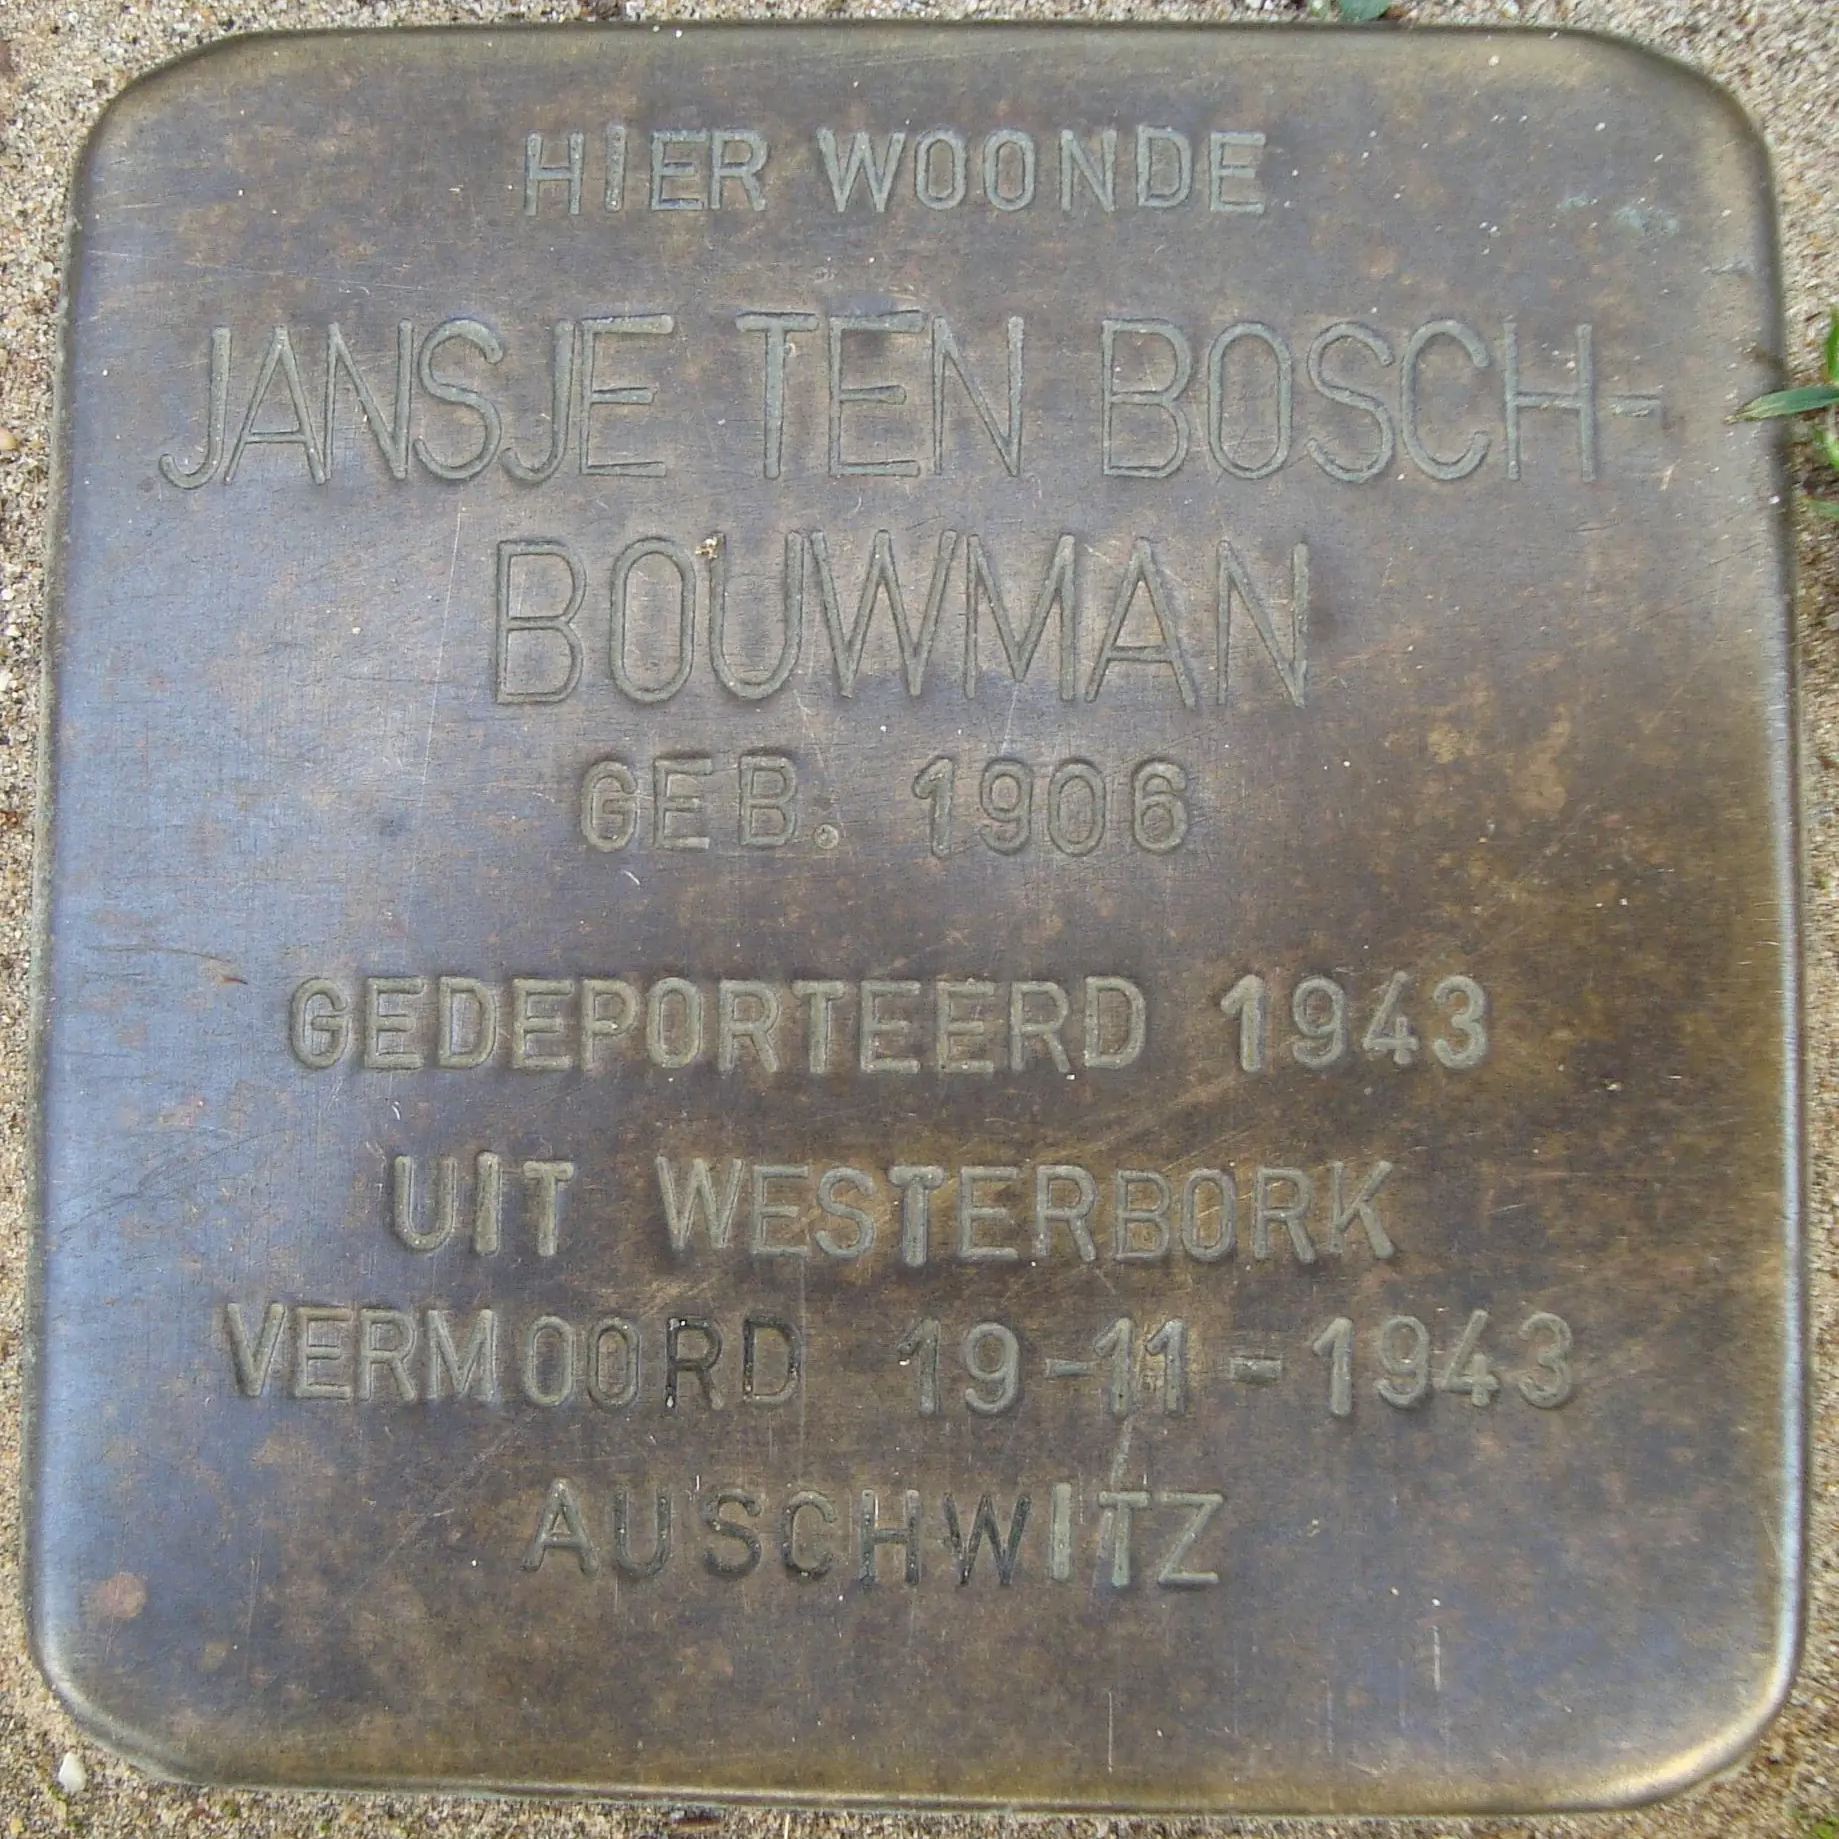 HIER WOONDE
JANSJE TEN BOSCH-
BOUWMAN
GEB. 1906
GEDEPORTEERD 1943
UIT WESTERBORK
VERMOORD 19-11-1943
AUSCHWITZ